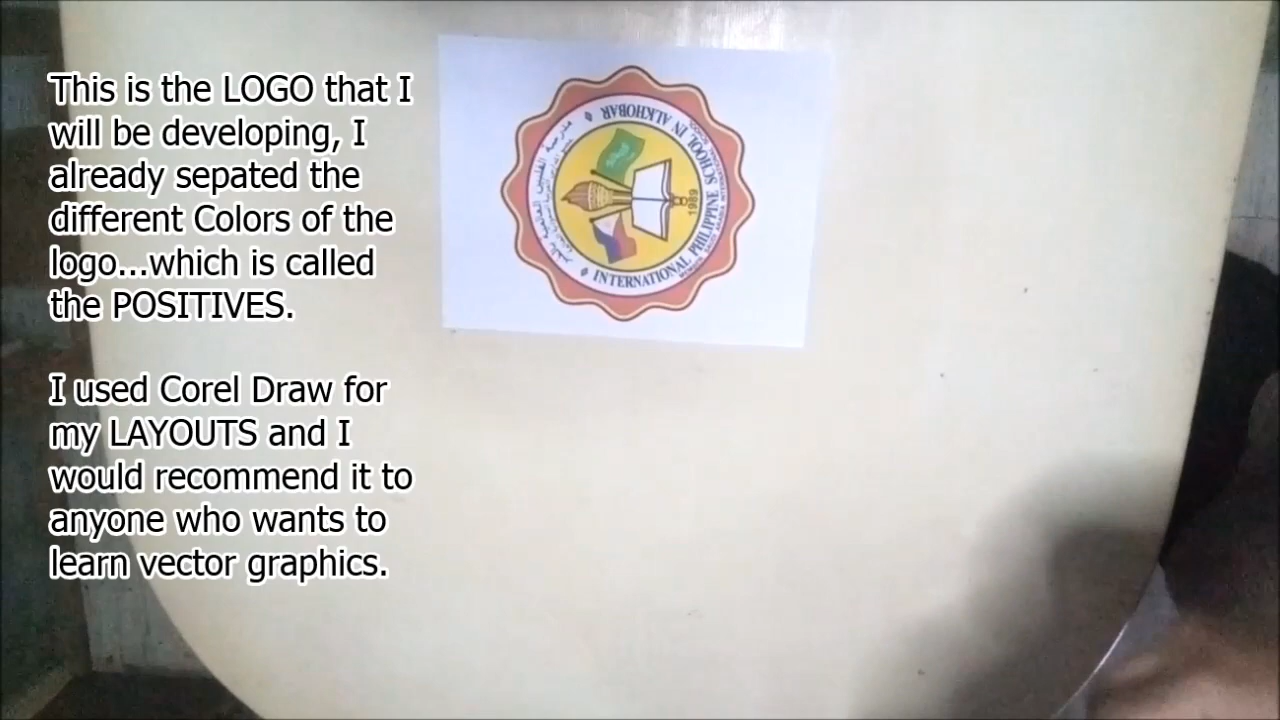 This is the LOGO that I
will be developing, I
already sepated the
different Colors of the
logo...which is called
the POSITIVES.
I used Corel Draw for
my LAYOUTS and I
would recommend it to
anyone who wants to
learn vector graphics.
INTERNATIONAL PHILIPPINE SCHOOL IN ALKHOBAR
1989